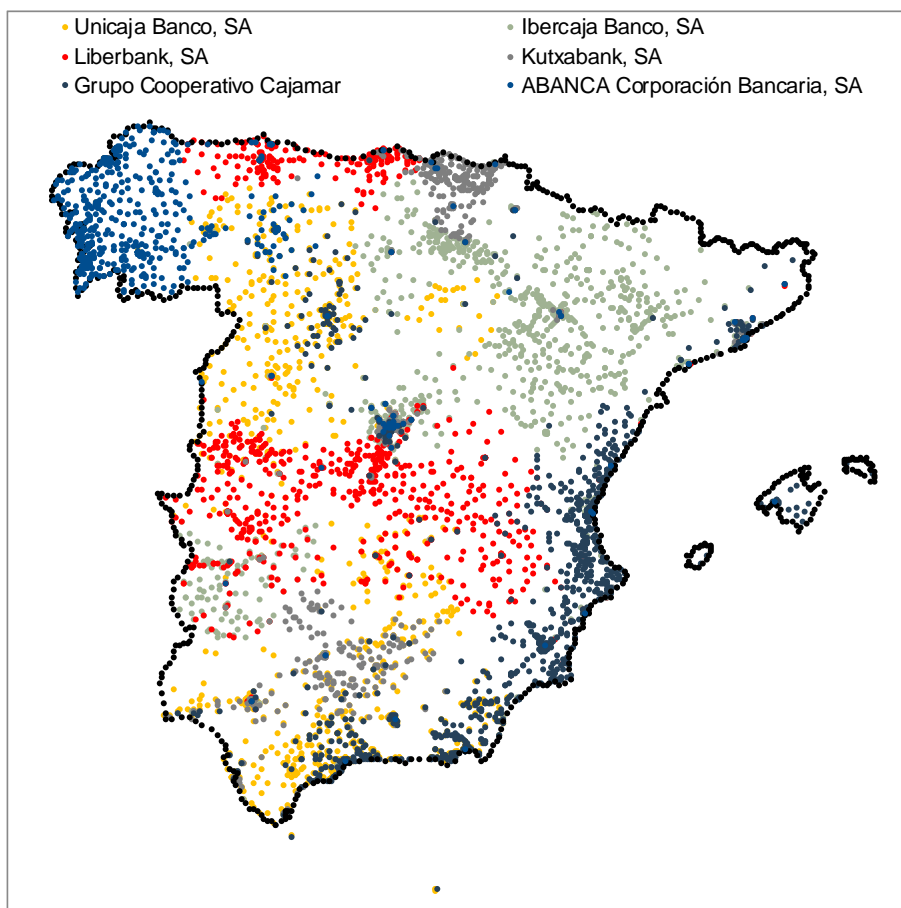 Unicaja Banco, SA
Ibercaja Banco, SA
Liberbank, SA
Kutxabank, SA
Grupo Cooperativo Cajamar
ABANCA Corporación Bancaria, SA